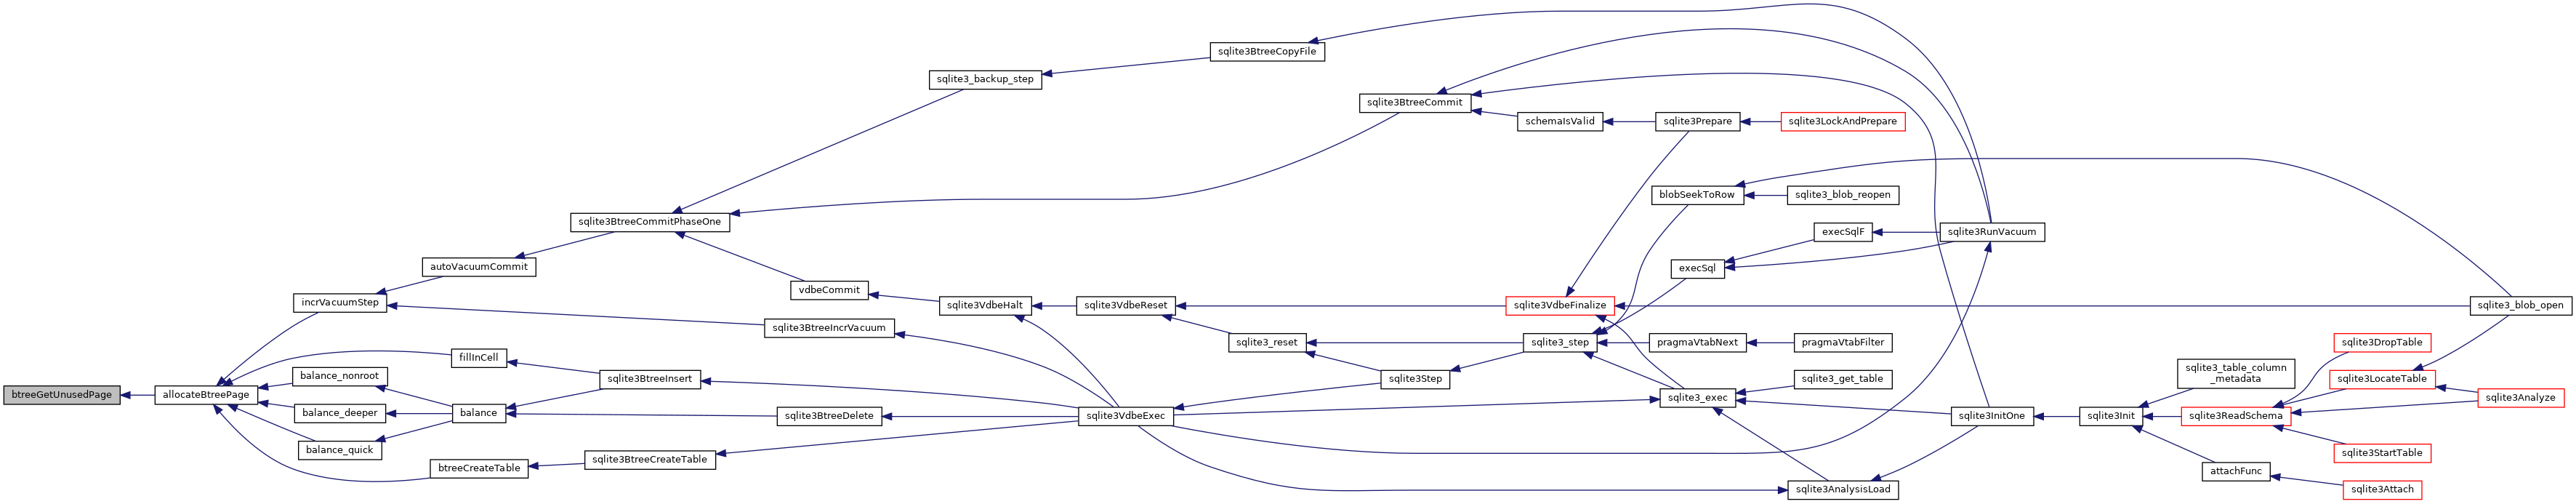 btreeGetUnusedPage
allocateBtreePage
incrVacuumStep
fillInCell
balance_nonroot
balance_deeper
balance_quick
btreeCreateTable
autoVacuumCommit
balance
sqlite3BtreeCommitPhaseOne
sqlite3BtreeInsert
sqlite3BtreeCreateTable
sqlite3BtreeIncrVacuum
sqlite3BtreeDelete
vdbeCommit
sqlite3_backup_step
sqlite3VdbeHalt
sqlite3VdbeReset
sqlite3VdbeExec
sqlite3BtreeCopyFile
sqlite3_reset
sqlite3BtreeCommit
sqlite3Step
schemaIsValid
sqlite3VdbeFinalize
sqlite3_step
sqlite3Prepare
blobSeekToRow
execSql
pragmaVtabNext
sqlite3_exec
sqlite3LockAndPrepare
sqlite3_blob_reopen
execSqlF
pragmaVtabFilter
sqlite3_get_table
sqlite3AnalysisLoad
sqlite3RunVacuum
sqlite3InitOne
sqlite3Init
sqlite3_table_column
_metadata
sqlite3ReadSchema
attachFunc
sqlite3DropTable
sqlite3LocateTable
sqlite3StartTable
sqlite3Attach
sqlite3_blob_open
sqlite3Analyze